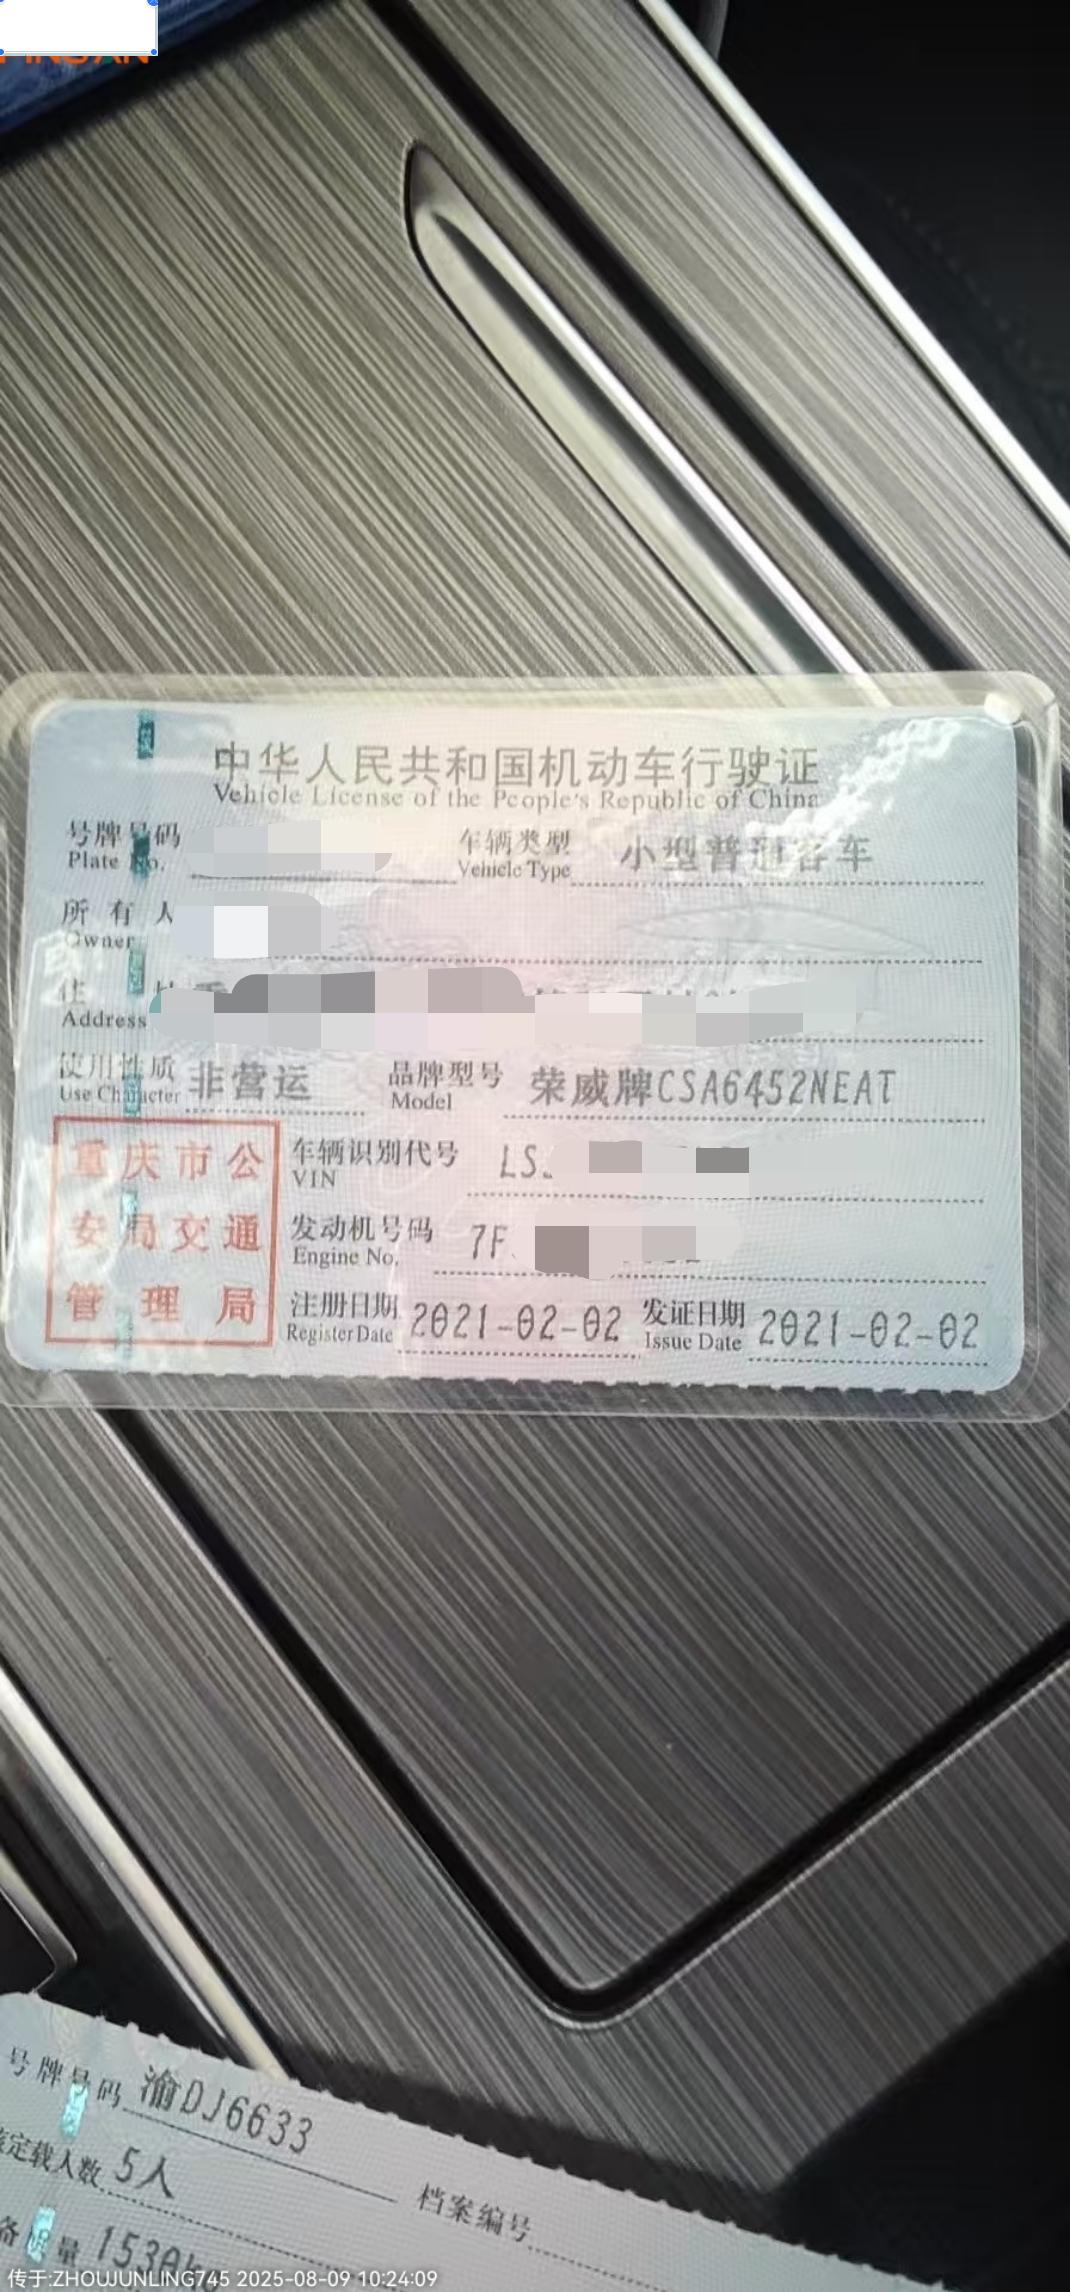 中华人民共和国机动车行驶证
Vehicle License of the People's Republic of China
号牌号码
Plate No.
车辆类型 小型普通客车
Vehicle Type
所有人
Owner
住
Address
使用性质 非营运
Use Character
品牌型号 荣威牌CSA6452NEAT
Model
重庆市公
安局交通
管理局
车辆识别代号 LS
VIN
发动机号码 7F
Engine No.
注册日期 2021-02-02
Register Date
发证日期 2021-02-02
Issue Date
号牌号码 渝DJ6633
定载人数 5人
档案编号
备质量 1530k
传于:ZHOUJUNLING745 2025-08-09 10:24:09